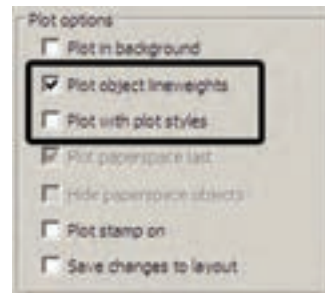 Plot options
Plot in background
Plot object lineweights
Plot with plot styles
Plot paperspace last
Hide paperspace objects
Plot stamp on
Save changes to layout